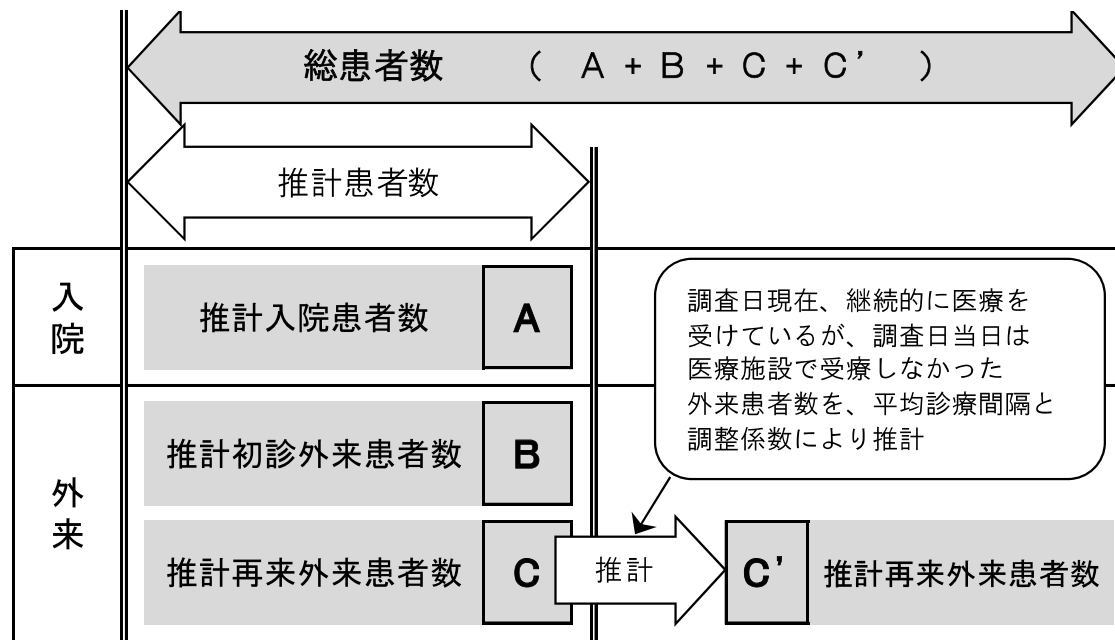 総患者数 （ A + B + C + C’ ）
推計患者数
入院
推計入院患者数 A
調査日現在、継続的に医療を
受けているが、調査日当日は
医療施設で受療しなかった
外来患者数を、平均診療間隔と
調整係数により推計
外来
推計初診外来患者数 B
推計再来外来患者数 C 推計 C’ 推計再来外来患者数